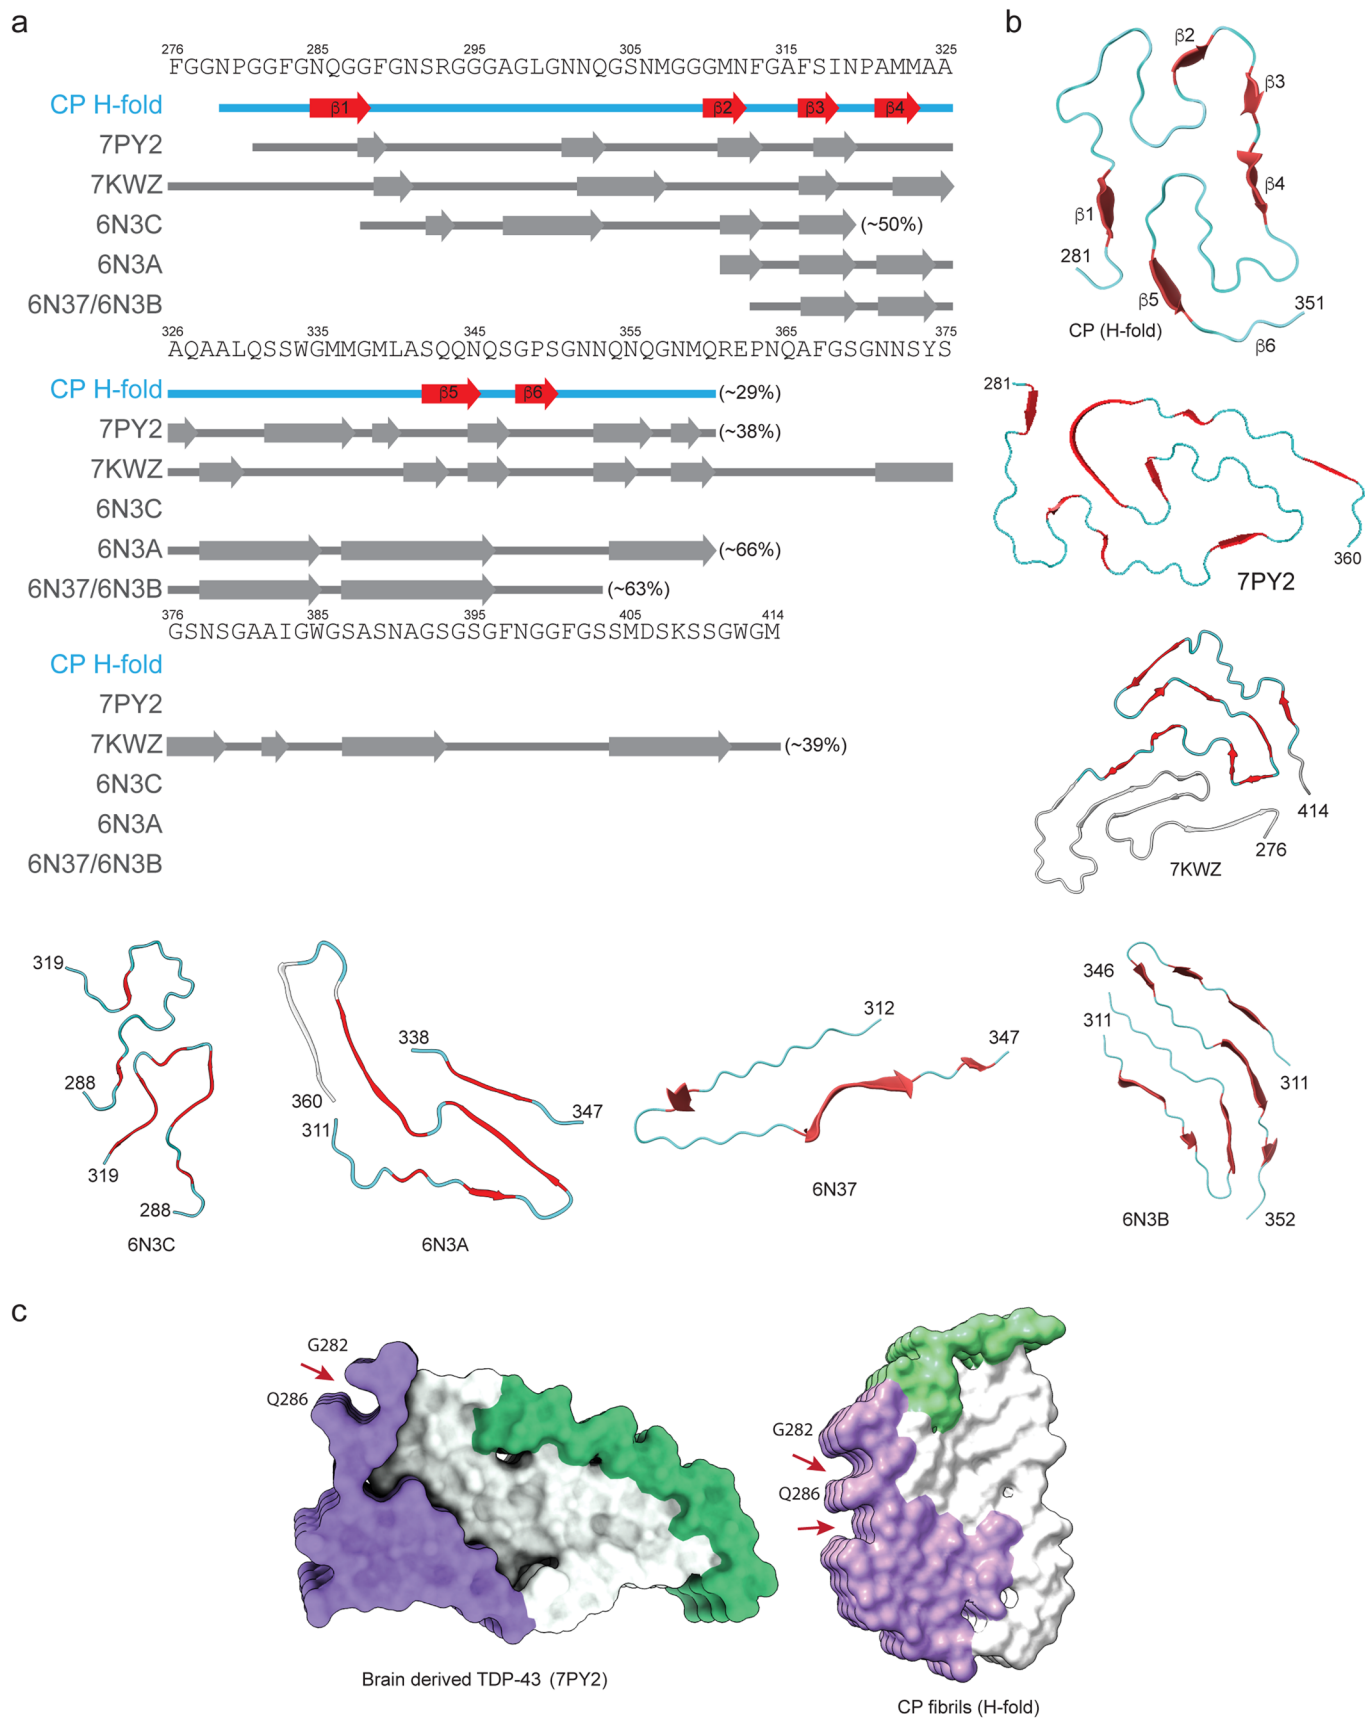 a
276 285 295 305 315 325
FGGNPGGFGNQGGFGNSRGGGAGLGNNQGSNMGGGMNFGAFSINPAMMAA
CP H-fold β1 β2 β3 β4
7PY2
7KWZ
6N3C (~50%)
6N3A
6N37/6N3B
326 335 345 355 365 375
AQAALQSSWGMMGMLASQQNQSGPSGNNQNQGNMQREPNQAFGSGNNSYS
CP H-fold β5 β6 (~29%)
7PY2 (~38%)
7KWZ
6N3C
6N3A (~66%)
6N37/6N3B (~63%)
376 385 395 405 414
GSNSGAAIGWGSASNAGSGSGFNGGFGSSMDSKSSGWGM
CP H-fold
7PY2
7KWZ (~39%)
6N3C
6N3A
6N37/6N3B
b
β2
β3
β4
β1
281
β5
351
CP (H-fold)
β6
281
360
7PY2
414
276
7KWZ
319
288
319
288
6N3C
338
360
311
347
6N3A
312
347
6N37
346
311
311
352
6N3B
c
G282
Q286
Brain derived TDP-43 (7PY2)
G282
Q286
CP fibrils (H-fold)